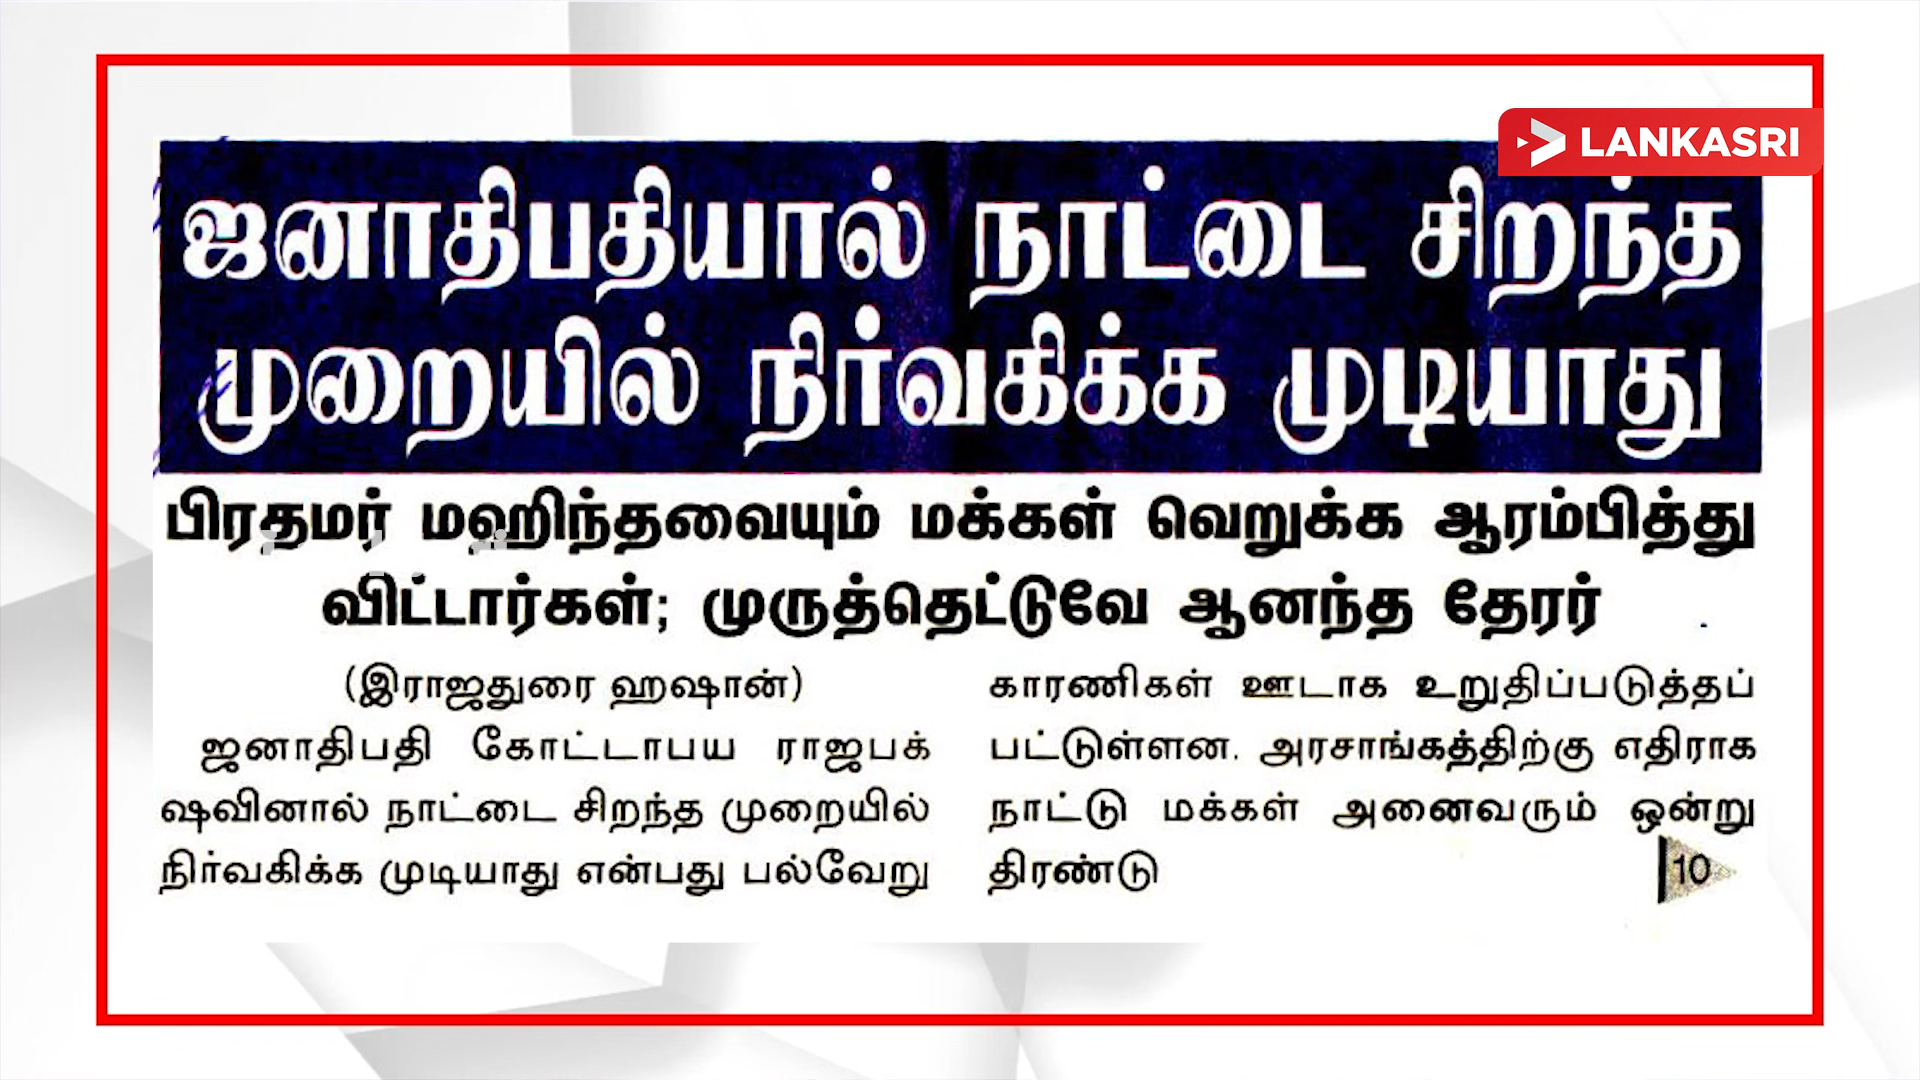 LANKASRI
ஜனாதிபதியால் நாட்டை சிறந்த
முறையில் நிர்வகிக்க முடியாது
பிரதமர் மஹிந்தவையும் மக்கள் வெறுக்க ஆரம்பித்து
விட்டார்கள்; முருத்தெட்டுவே ஆனந்த தேரர்
(இராஜதுரை ஹஷான்)
ஜனாதிபதி கோட்டாபய ராஜபக்
ஷவினால் நாட்டை சிறந்த முறையில்
நிர்வகிக்க முடியாது என்பது பல்வேறு
காரணிகள் ஊடாக உறுதிப்படுத்தப்
பட்டுள்ளன. அரசாங்கத்திற்கு எதிராக
நாட்டு மக்கள் அனைவரும் ஒன்று
திரண்டு
10